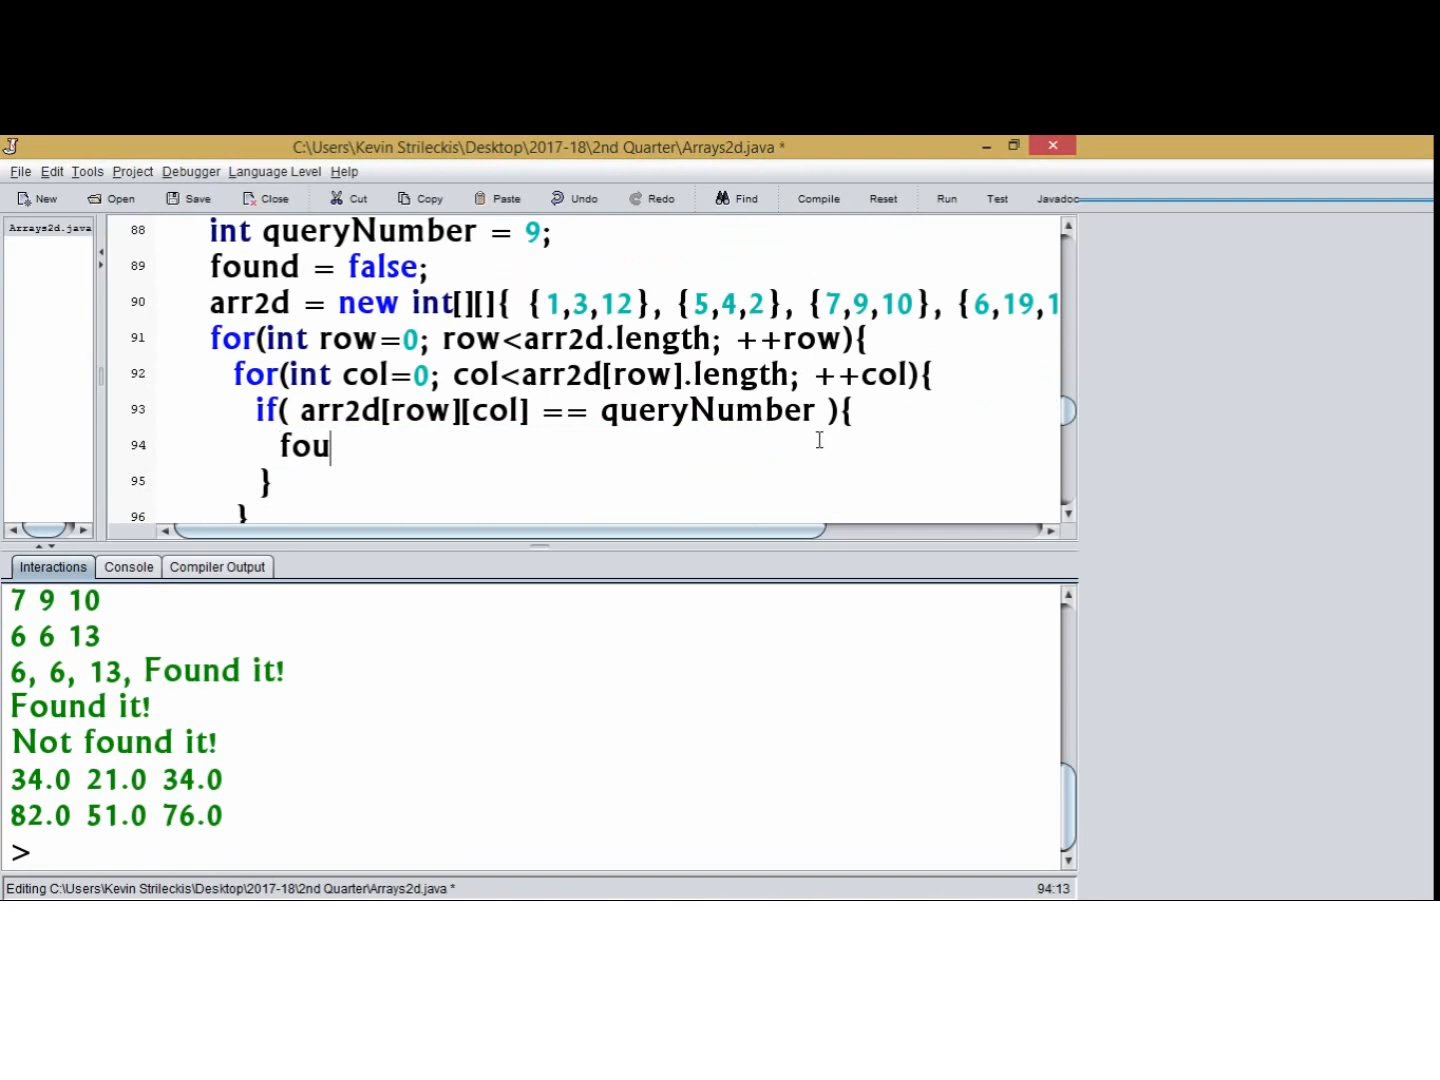 C:\Users\Kevin Strileckis\Desktop\2017-18\2nd Quarter\Arrays2d.java *
File Edit Tools Project Debugger Language Level Help
New Open Save Close Cut Copy Paste Undo Redo Find Compile Reset Run Test Javadoc
Arrays2d.java
88 int queryNumber = 9;
89 found = false;
90 arr2d = new int[][]{ {1,3,12}, {5,4,2}, {7,9,10}, {6,19,1
91 for(int row=0; row<arr2d.length; ++row){
92 for(int col=0; col<arr2d[row].length; ++col){
93 if( arr2d[row][col] == queryNumber ){
94 fou
95 }
96 }
Interactions Console Compiler Output
7 9 10
6 6 13
6, 6, 13, Found it!
Found it!
Not found it!
34.0 21.0 34.0
82.0 51.0 76.0
>
Editing C:\Users\Kevin Strileckis\Desktop\2017-18\2nd Quarter\Arrays2d.java * 94:13